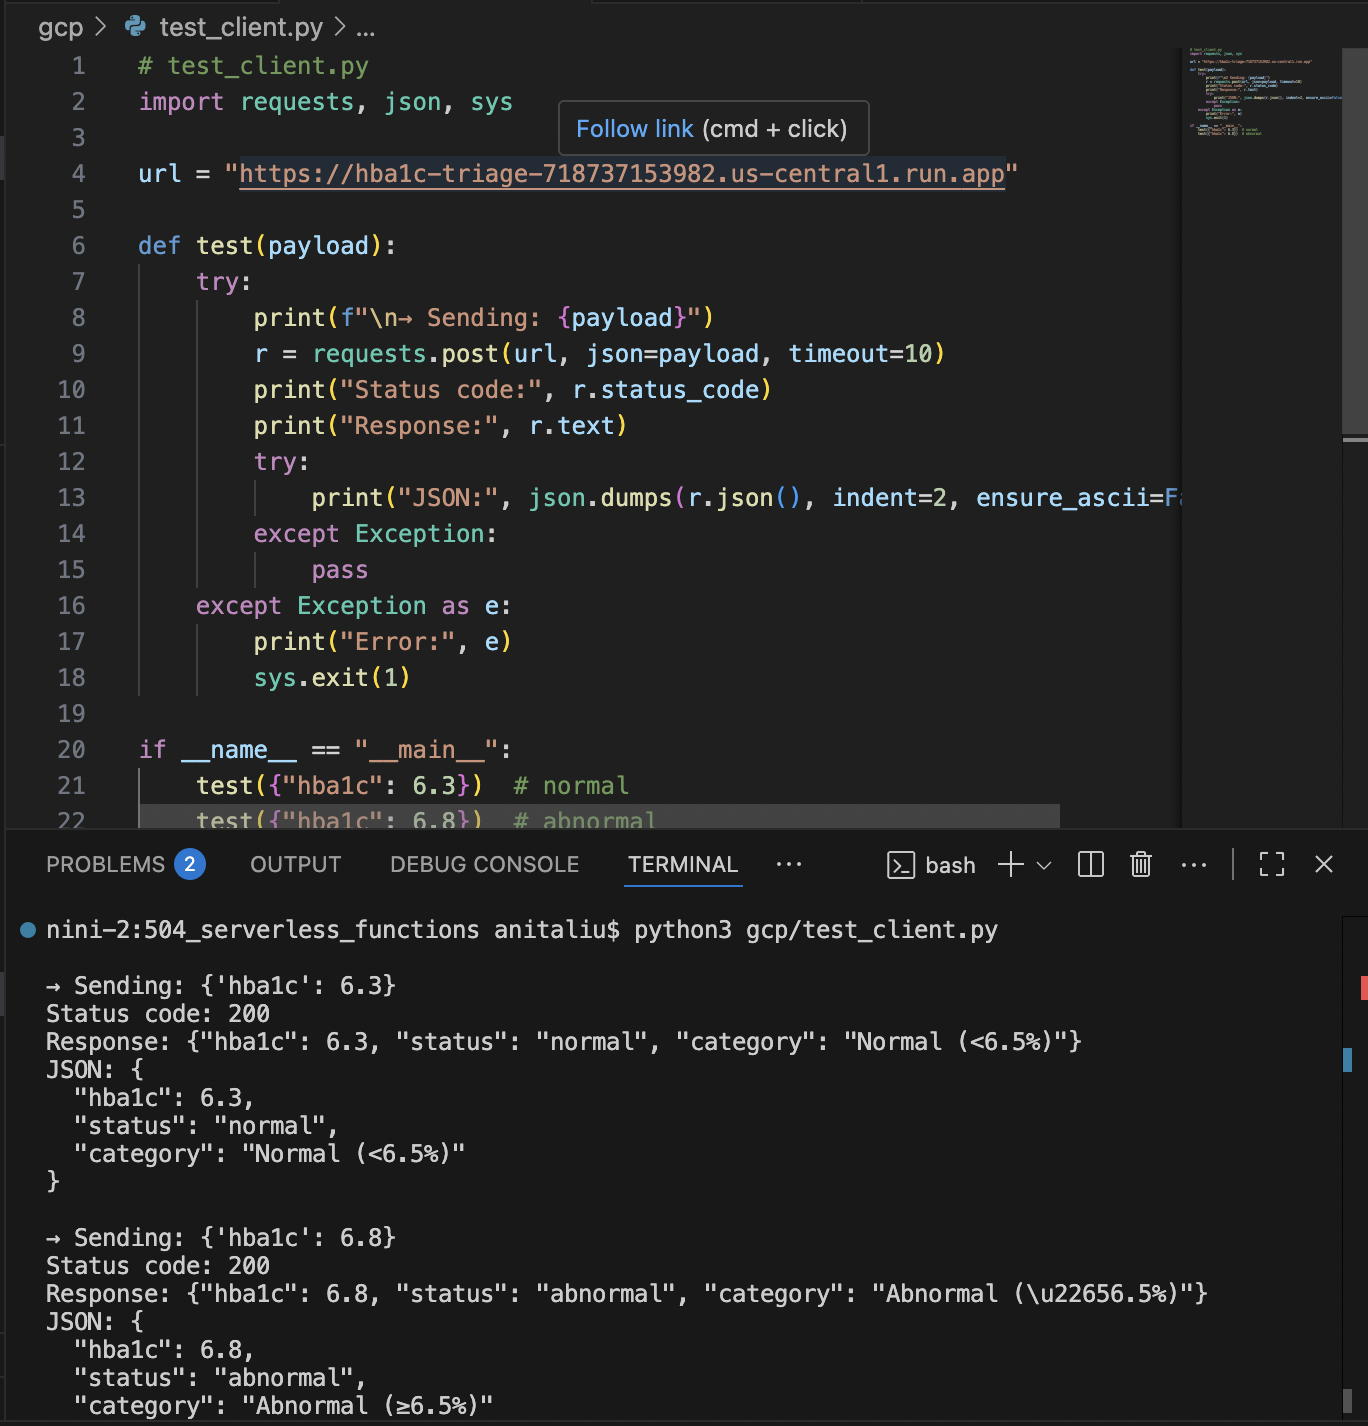 gcp > test_client.py > ...
1 # test_client.py
2 import requests, json, sys
3
Follow link (cmd + click)
4 url = "https://hba1c-triage-718737153982.us-central1.run.app"
5
6 def test(payload):
7 try:
8 print(f"\n→ Sending: {payload}")
9 r = requests.post(url, json=payload, timeout=10)
10 print("Status code:", r.status_code)
11 print("Response:", r.text)
12 try:
13 print("JSON:", json.dumps(r.json(), indent=2, ensure_ascii=Fa
14 except Exception:
15 pass
16 except Exception as e:
17 print("Error:", e)
18 sys.exit(1)
19
20 if __name__ == "__main__":
21 test({"hba1c": 6.3}) # normal
22 test({"hba1c": 6.8}) # abnormal
PROBLEMS 2 OUTPUT DEBUG CONSOLE TERMINAL ... bash
nini-2:504_serverless_functions anitaliu$ python3 gcp/test_client.py
→ Sending: {'hba1c': 6.3}
Status code: 200
Response: {"hba1c": 6.3, "status": "normal", "category": "Normal (<6.5%)"}
JSON: {
"hba1c": 6.3,
"status": "normal",
"category": "Normal (<6.5%)"
}
→ Sending: {'hba1c': 6.8}
Status code: 200
Response: {"hba1c": 6.8, "status": "abnormal", "category": "Abnormal (\u22656.5%)"}
JSON: {
"hba1c": 6.8,
"status": "abnormal",
"category": "Abnormal (≥6.5%)"